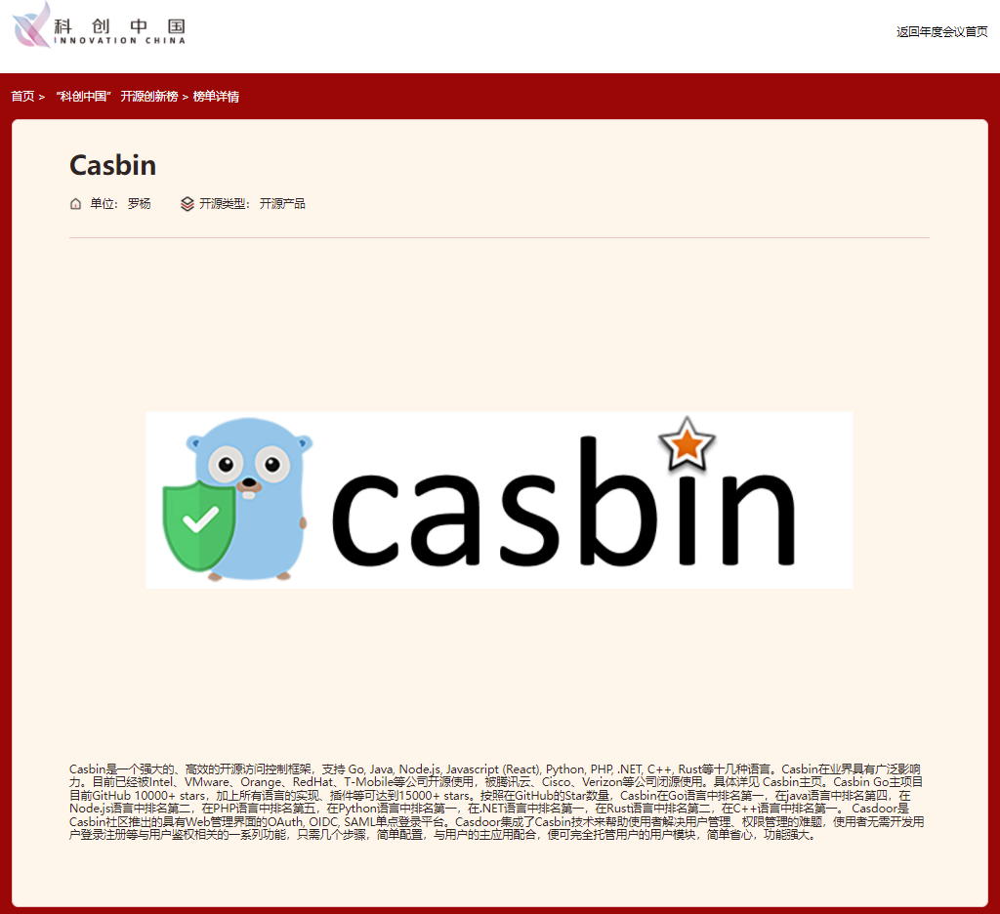 科创中国
INNOVATION CHINA
返回年度会议首页
首页 > “科创中国” 开源创新榜 > 榜单详情
Casbin
单位： 罗杨 开源类型： 开源产品
casbin
Casbin是一个强大的、高效的开源访问控制框架，支持 Go, Java, Node.js, Javascript (React), Python, PHP, .NET, C++, Rust等十几种语言。Casbin在业界具有广泛影响
力。目前已经被Intel、VMware、Orange、RedHat、T-Mobile等公司开源使用，被腾讯云、Cisco、Verizon等公司闭源使用。具体详见 Casbin主页。Casbin Go主项目
目前GitHub 10000+ stars，加上所有语言的实现、插件等可达到15000+ stars。按照在GitHub的Star数量，Casbin在Go语言中排名第一，在java语言中排名第四，在
Node.js语言中排名第二，在PHP语言中排名第五，在Python语言中排名第一，在.NET语言中排名第一，在Rust语言中排名第二，在C++语言中排名第一。 Casdoor是
Casbin社区推出的具有Web管理界面的OAuth, OIDC, SAML单点登录平台。Casdoor集成了Casbin技术来帮助使用者解决用户管理、权限管理的难题，使用者无需开发用
户登录注册等与用户鉴权相关的一系列功能，只需几个步骤，简单配置，与用户的主应用配合，便可完全托管用户的用户模块，简单省心，功能强大。